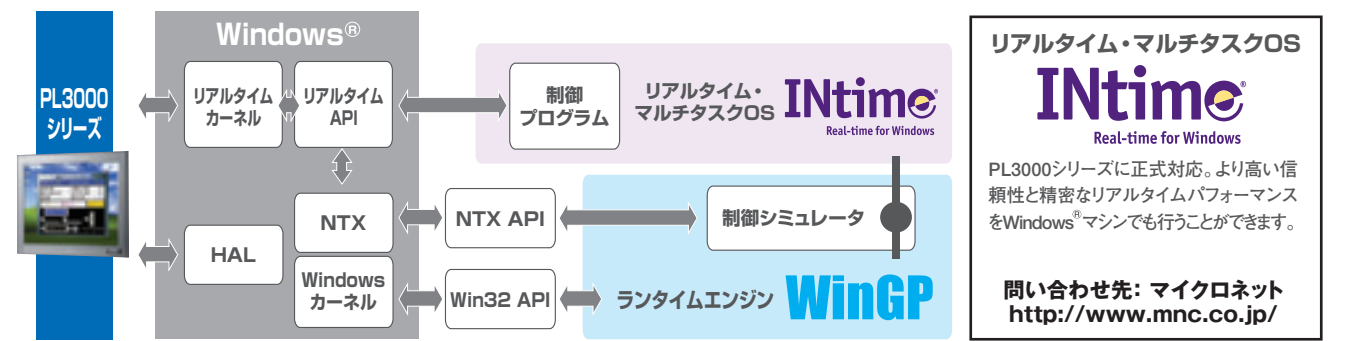 PL3000
シリーズ
Windows®
リアルタイム
カーネル
リアルタイム
API
制御
プログラム
リアルタイム・
マルチタスクOS
INtime®
Real-time for Windows
NTX
HAL
Windows
カーネル
NTX API
Win32 API
制御シミュレータ
ランタイムエンジン
WinGP
リアルタイム・マルチタスクOS
INtime®
Real-time for Windows
PL3000シリーズに正式対応。より高い信
頼性と精密なリアルタイムパフォーマンス
をWindows®マシンでも行うことができます。
問い合わせ先: マイクロネット
http://www.mnc.co.jp/